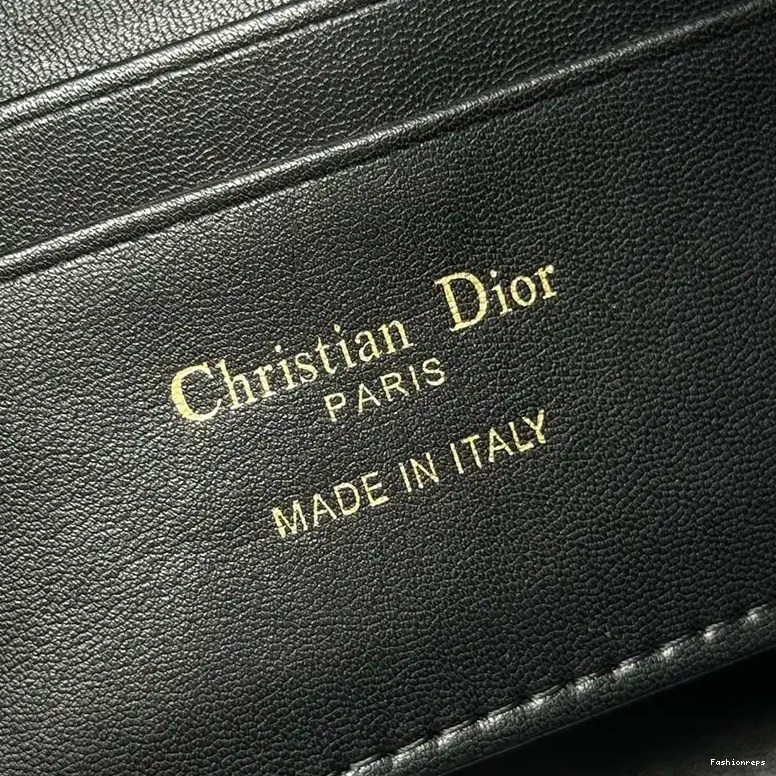 Christian Dior
PARIS
MADE IN ITALY
Fashionreps